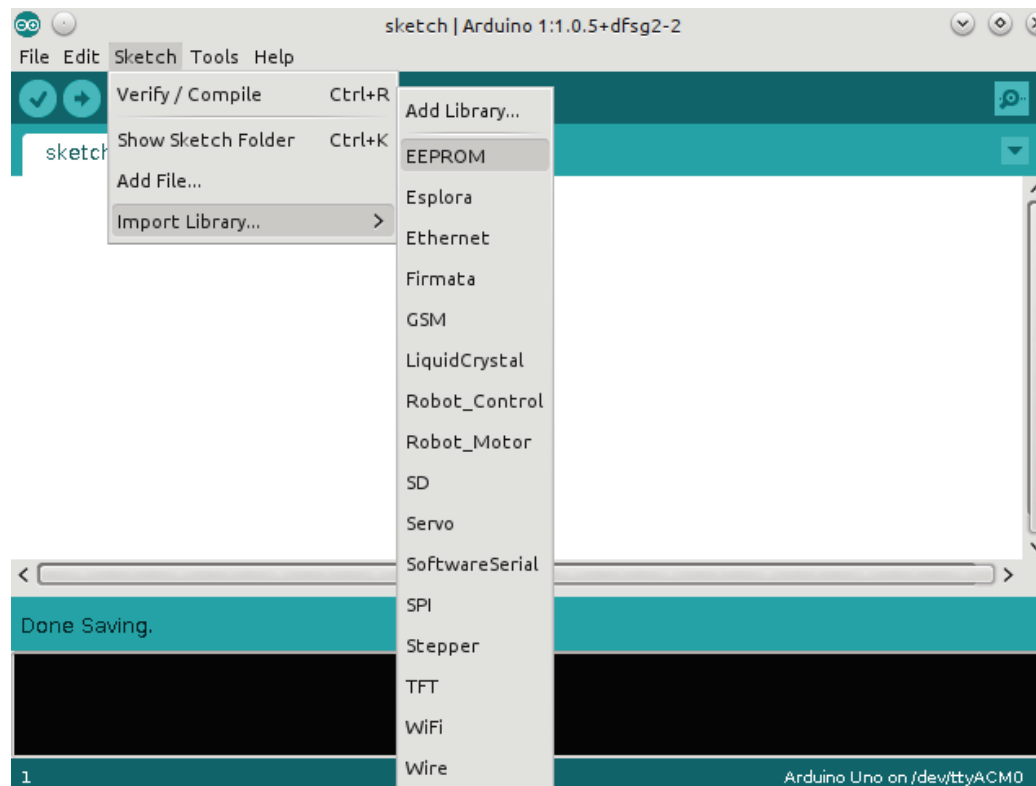 sketch | Arduino 1:1.0.5+dfsg2-2
File Edit Sketch Tools Help
Verify / Compile Ctrl+R
Show Sketch Folder Ctrl+K
Add File...
Import Library... >
Add Library...
EEPROM
Esplora
Ethernet
Firmata
GSM
LiquidCrystal
Robot_Control
Robot_Motor
SD
Servo
SoftwareSerial
SPI
Stepper
TFT
WiFi
Wire
sketch
Done Saving.
1
Arduino Uno on /dev/ttyACM0